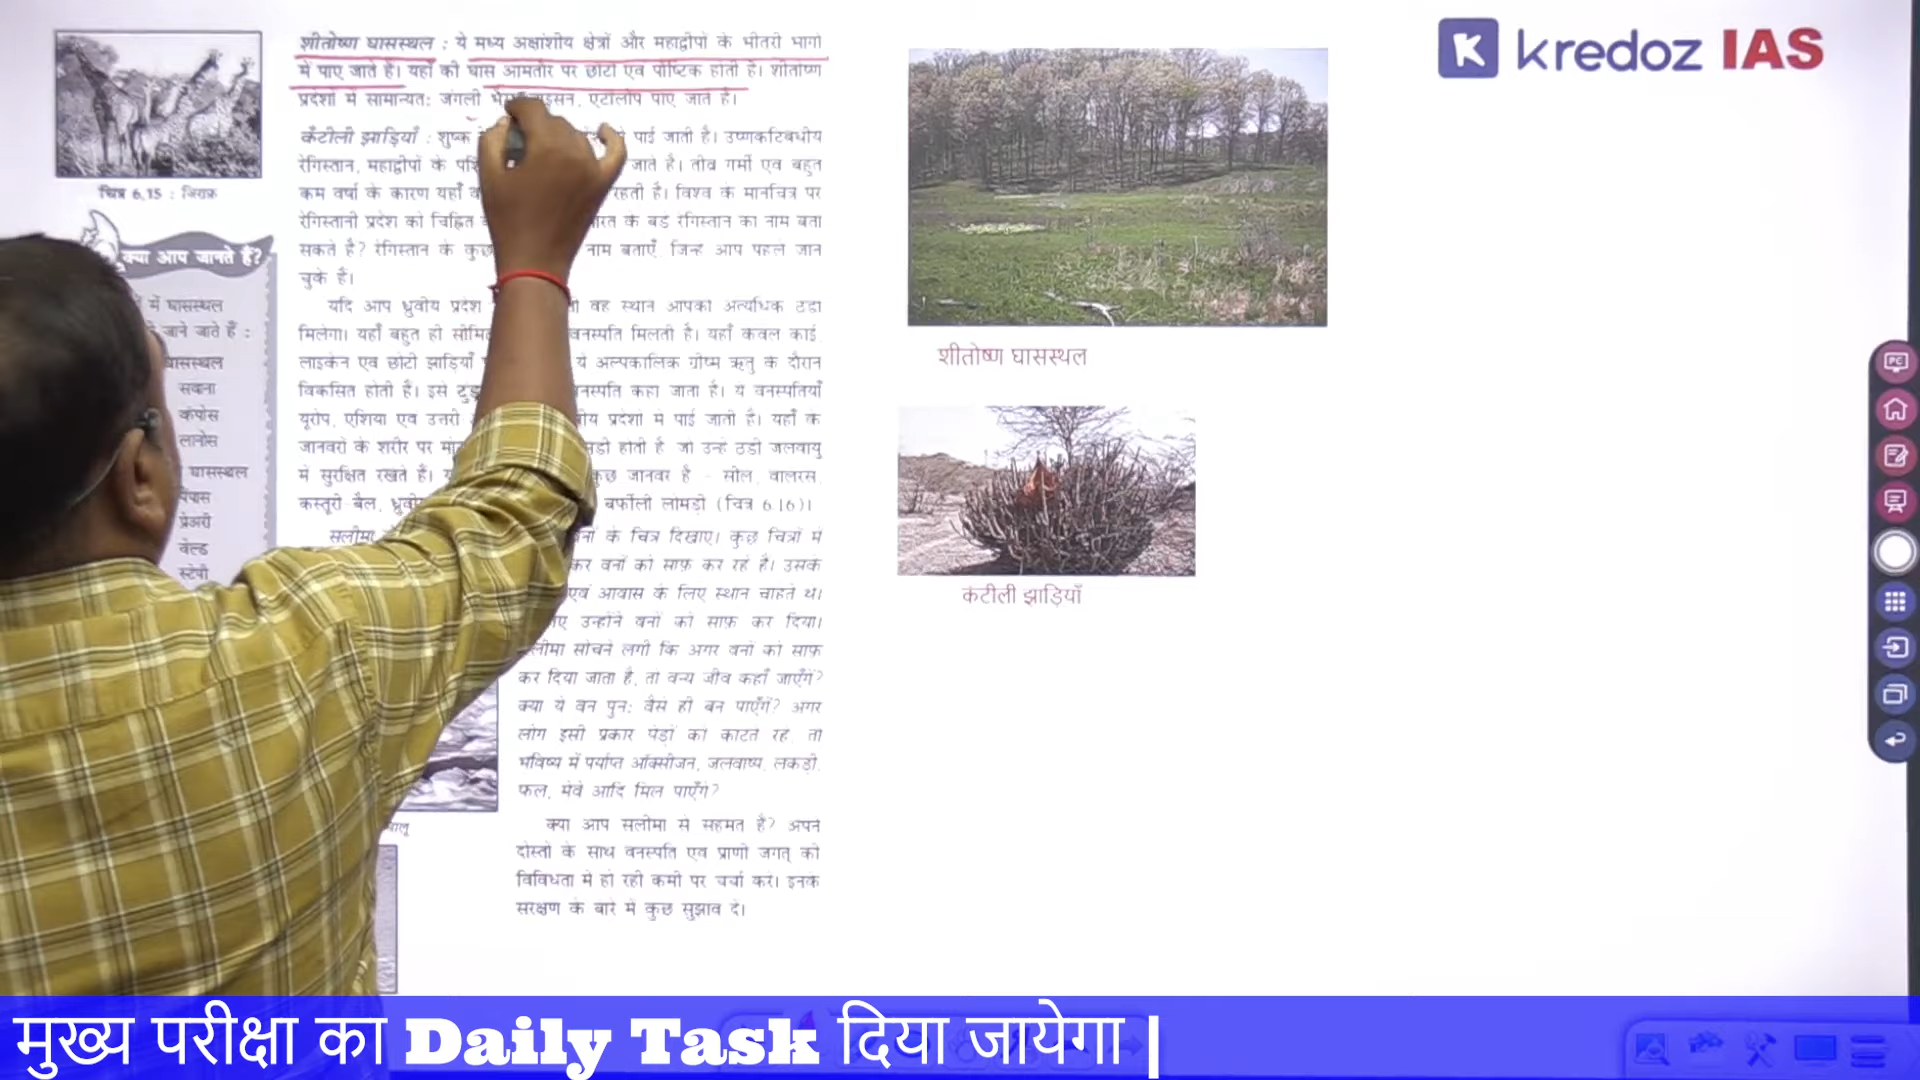 kredoz IAS
शीतोष्ण घासस्थल : ये मध्य अक्षांशीय क्षेत्रों और महाद्वीपों के भीतरी भागों
में पाए जाते हैं। यहाँ की घास आमतौर पर छोटी एवं पौष्टिक होती है। शीतोष्ण
प्रदेशों में सामान्यत: जंगली बाइसन, एंटीलोप पाए जाते हैं।
कँटीली झाड़ियाँ : शुष्क पाई जाती हैं। उष्णकटिबंधीय
रेगिस्तान, महाद्वीपों के जाते हैं। तीव्र गर्मी एवं बहुत
कम वर्षा के कारण यहाँ रहती है। विश्व के मानचित्र पर
रेगिस्तानी प्रदेश को चिह्नित के बड़े रेगिस्तान का नाम बता
सकते हैं? रेगिस्तान के कुछ नाम बताएँ, जिन्हें आप पहले जान
चुके हैं।
यदि आप ध्रुवीय प्रदेश वह स्थान आपको अत्यधिक ठंडा
मिलेगा। यहाँ बहुत ही वनस्पति मिलती है। यहाँ केवल काई,
लाइकेन एवं छोटी झाड़ियाँ ये अल्पकालिक ग्रीष्म ऋतु के दौरान
विकसित होती हैं। इसे वनस्पति कहा जाता है। ये वनस्पतियाँ
यूरोप, एशिया एवं उत्तरी प्रदेशों में पाई जाती हैं। यहाँ के
जानवरों के शरीर पर होती है जो उन्हें ठंडी जलवायु
में सुरक्षित रखते हैं। कुछ जानवर हैं - सील, वालरस,
कस्तूरी-बैल, बर्फीली लोमड़ी (चित्र 6.16)।
सलीमा के चित्र दिखाए। कुछ चित्रों में
कर वनों को साफ़ कर रहे हैं। उसके
एवं आवास के लिए स्थान चाहते थे।
उन्होंने वनों को साफ़ कर दिया।
सोचने लगी कि अगर वनों को साफ़
कर दिया जाता है, तो वन्य जीव कहाँ जाएँगे?
क्या ये वन पुन: वैसे ही बन पाएँगे? अगर
लोग इसी प्रकार पेड़ों को काटते रहे, तो
भविष्य में पर्याप्त ऑक्सीजन, जलवाष्प, लकड़ी,
फल, मेवे आदि मिल पाएँगे?
क्या आप सलीमा से सहमत हैं? अपने
दोस्तों के साथ वनस्पति एवं प्राणी जगत् की
विविधता में हो रही कमी पर चर्चा करें। इनके
संरक्षण के बारे में कुछ सुझाव दें।
चित्र 6.15 : जिराफ़
क्या आप जानते हैं?
में घासस्थल
जाने जाते हैं :
घासस्थल
सवाना
कंपोस
लानोस
घासस्थल
पंपास
प्रेअरी
वेल्ड
स्टेपी
शीतोष्ण घासस्थल
कंटीली झाड़ियाँ
मुख्य परीक्षा का Daily Task दिया जायेगा |